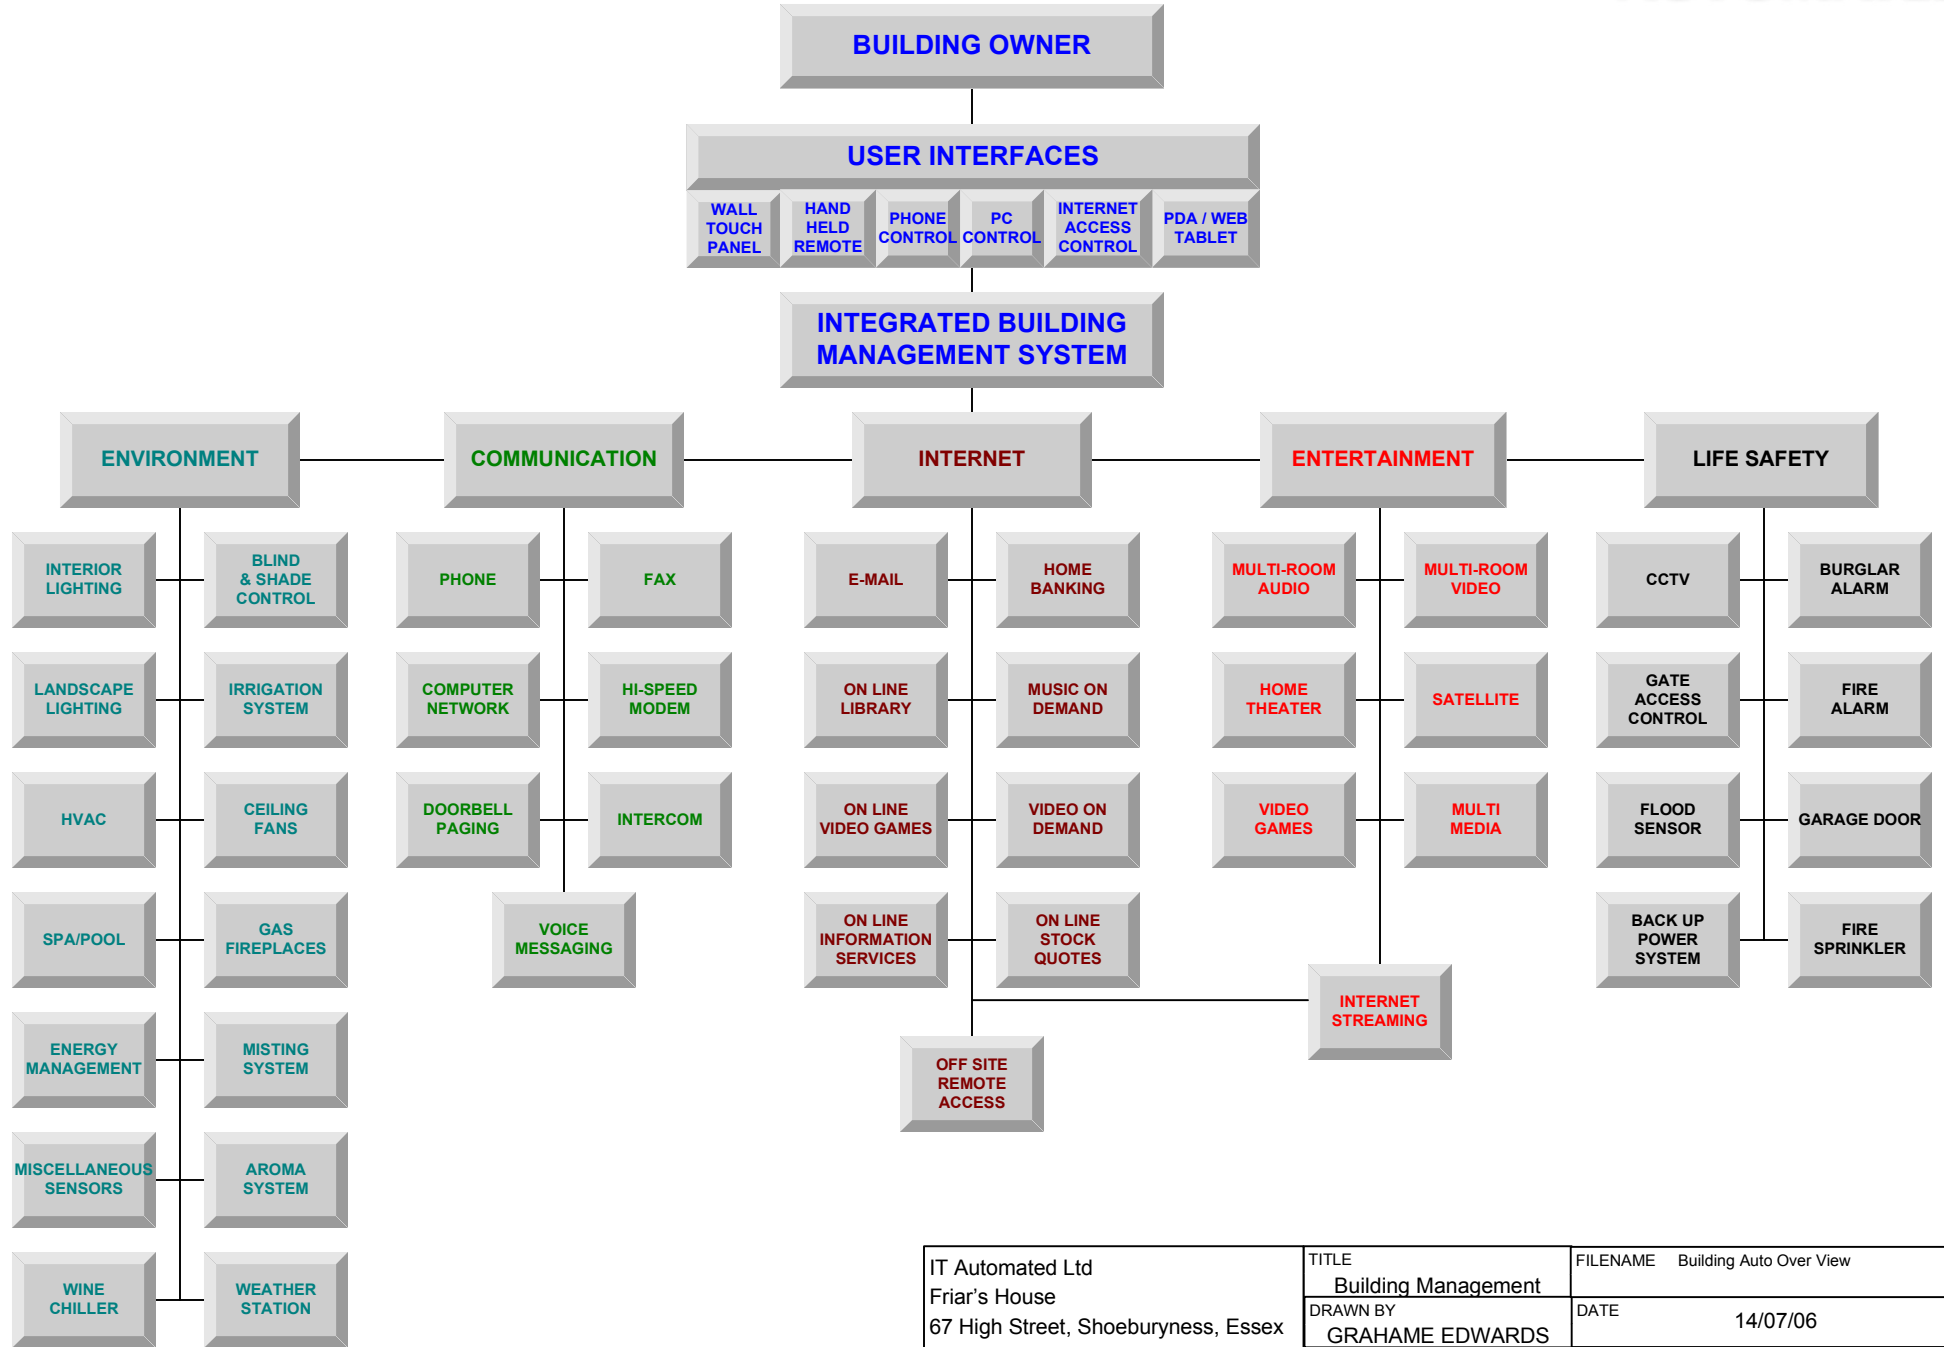 BUILDING OWNER
USER INTERFACES
WALL
TOUCH
PANEL
HAND
HELD
REMOTE
PHONE
CONTROL
PC
CONTROL
INTERNET
ACCESS
CONTROL
PDA / WEB
TABLET
INTEGRATED BUILDING
MANAGEMENT SYSTEM
ENVIRONMENT
COMMUNICATION
INTERNET
ENTERTAINMENT
LIFE SAFETY
INTERIOR
LIGHTING
BLIND
& SHADE
CONTROL
PHONE
FAX
E-MAIL
HOME
BANKING
MULTI-ROOM
AUDIO
MULTI-ROOM
VIDEO
CCTV
BURGLAR
ALARM
LANDSCAPE
LIGHTING
IRRIGATION
SYSTEM
COMPUTER
NETWORK
HI-SPEED
MODEM
ON LINE
LIBRARY
MUSIC ON
DEMAND
HOME
THEATER
SATELLITE
GATE
ACCESS
CONTROL
FIRE
ALARM
HVAC
CEILING
FANS
DOORBELL
PAGING
INTERCOM
ON LINE
VIDEO GAMES
VIDEO ON
DEMAND
VIDEO
GAMES
MULTI
MEDIA
FLOOD
SENSOR
GARAGE DOOR
SPA/POOL
GAS
FIREPLACES
VOICE
MESSAGING
ON LINE
INFORMATION
SERVICES
ON LINE
STOCK
QUOTES
BACK UP
POWER
SYSTEM
FIRE
SPRINKLER
INTERNET
STREAMING
ENERGY
MANAGEMENT
MISTING
SYSTEM
OFF SITE
REMOTE
ACCESS
MISCELLANEOUS
SENSORS
AROMA
SYSTEM
WINE
CHILLER
WEATHER
STATION
IT Automated Ltd
Friar's House
67 High Street, Shoeburyness, Essex
TITLE
Building Management
FILENAME Building Auto Over View
DRAWN BY
GRAHAME EDWARDS
DATE 14/07/06